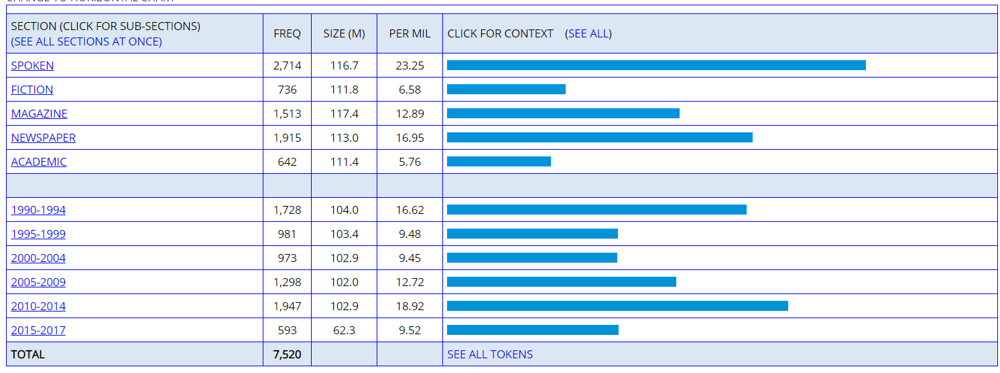 CHANGE TO HORIZONTAL CHART
SECTION (CLICK FOR SUB-SECTIONS)
(SEE ALL SECTIONS AT ONCE) FREQ SIZE (M) PER MIL CLICK FOR CONTEXT (SEE ALL)
SPOKEN 2,714 116.7 23.25
FICTION 736 111.8 6.58
MAGAZINE 1,513 117.4 12.89
NEWSPAPER 1,915 113.0 16.95
ACADEMIC 642 111.4 5.76
1990-1994 1,728 104.0 16.62
1995-1999 981 103.4 9.48
2000-2004 973 102.9 9.45
2005-2009 1,298 102.0 12.72
2010-2014 1,947 102.9 18.92
2015-2017 593 62.3 9.52
TOTAL 7,520 SEE ALL TOKENS